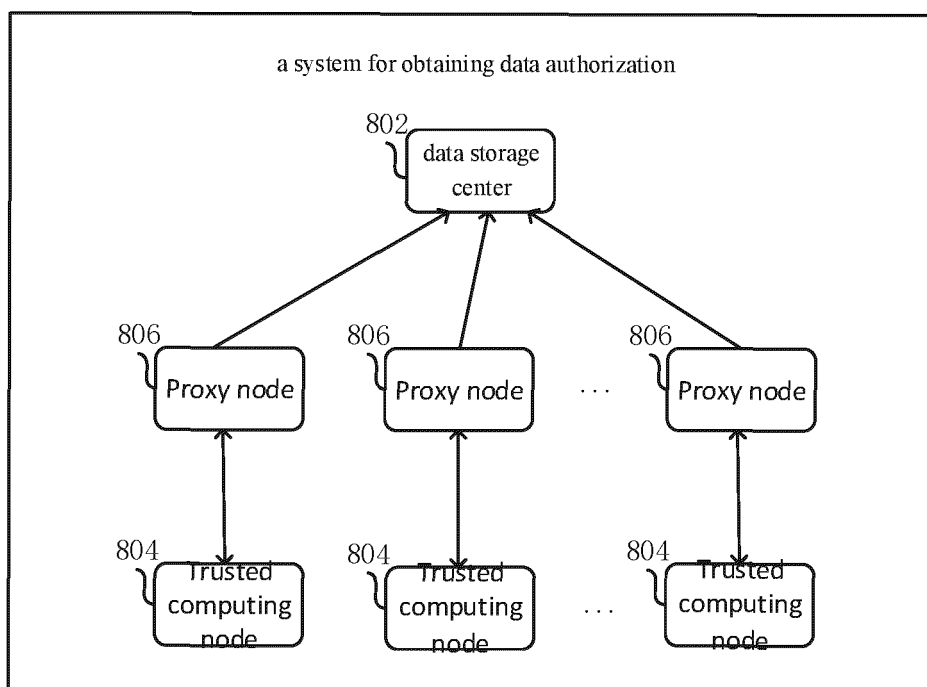 a system for obtaining data authorization
802
data storage
center
806
806
806
Proxy node
Proxy node
. . .
Proxy node
804
804
804
Trusted
computing
node
Trusted
computing
node
. . .
Trusted
computing
node